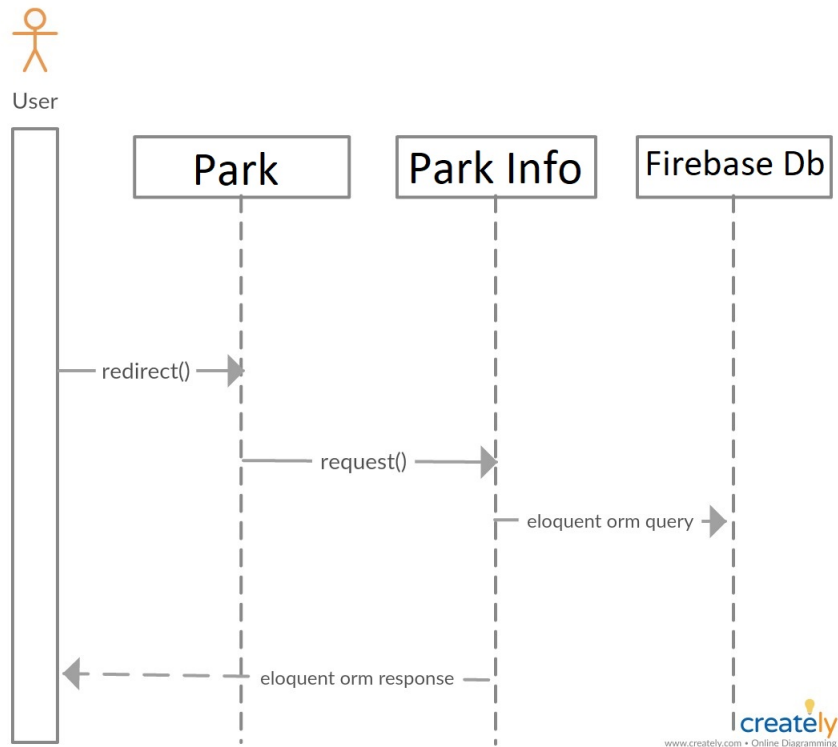 User
Park
Park Info
Firebase Db
redirect()
request()
eloquent orm query
eloquent orm response
creately
www.creately.com • Online Diagramming